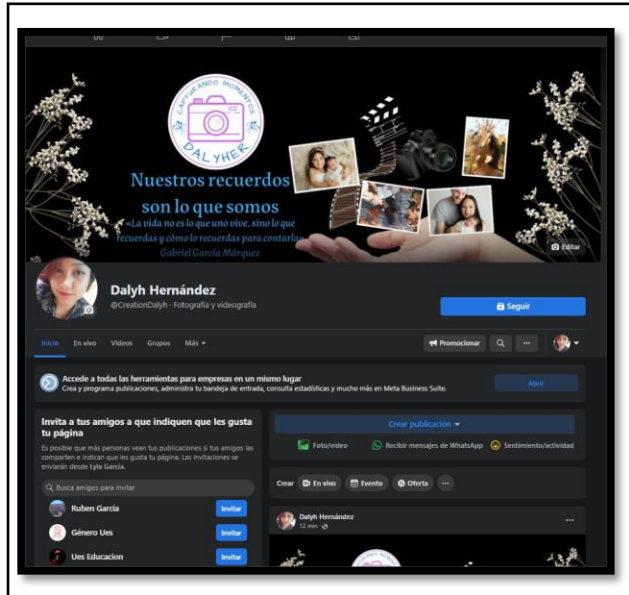 CAPTURANDO MOMENTOS
DALYHER
Nuestros recuerdos
son lo que somos
«La vida no es lo que uno vive, sino lo que
recuerdas y cómo lo recuerdas para contarla»
Gabriel García Márquez
Editar
Dalyh Hernández
@CreationDalyh · Fotografía y videografía
Seguir
Inicio En vivo Videos Grupos Más
Promocionar
Accede a todas las herramientas para empresas en un mismo lugar
Crea y programa publicaciones, administra tu bandeja de entrada, consulta estadísticas y mucho más en Meta Business Suite.
Abrir
Invita a tus amigos a que indiquen que les gusta
tu página
Es posible que más personas vean tus publicaciones si tus amigos las
comparten e indican que les gusta tu página. Las invitaciones se
enviarán desde Lyla García.
Busca amigos para invitar
Ruben Garcia Invitar
Género Ues Invitar
Ues Educacion Invitar
Crear publicación
Foto/video Recibir mensajes de WhatsApp Sentimiento/actividad
Crear En vivo Evento Oferta
Dalyh Hernández
12 min